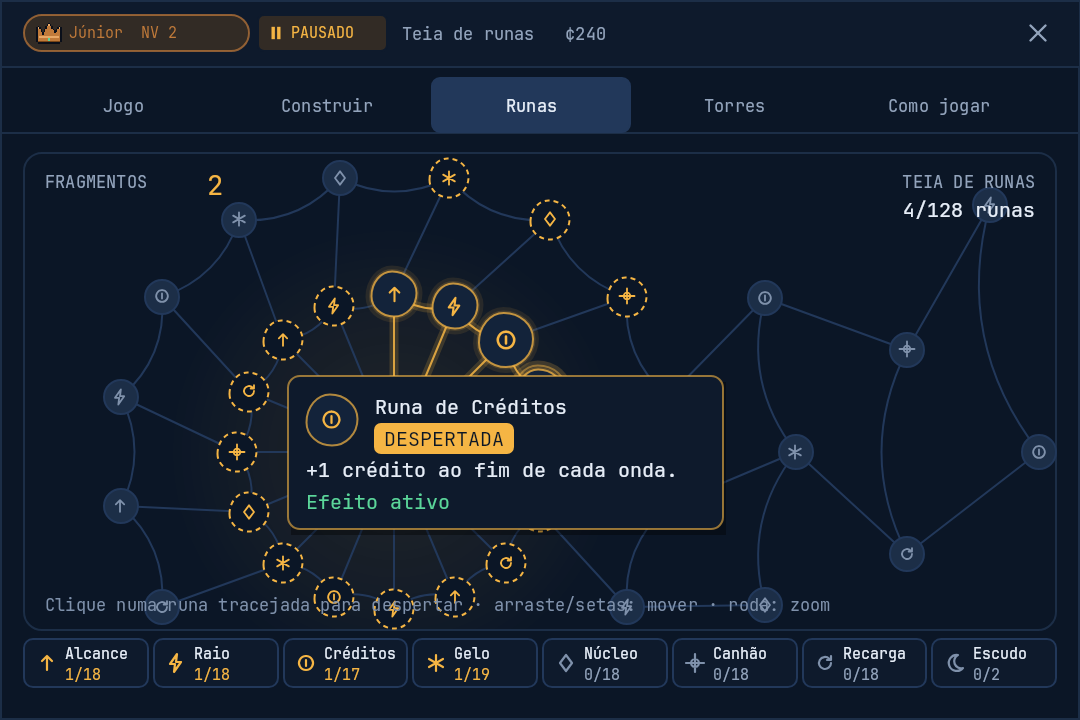 Júnior NV 2
PAUSADO
Teia de runas ₵240
Jogo
Construir
Runas
Torres
Como jogar
FRAGMENTOS 2
TEIA DE RUNAS
4/128 runas
Runa de Créditos
DESPERTADA
+1 crédito ao fim de cada onda.
Efeito ativo
Clique numa runa tracejada para despertar · arraste/setas: mover · roda: zoom
Alcance
1/18
Raio
1/18
Créditos
1/17
Gelo
1/19
Núcleo
0/18
Canhão
0/18
Recarga
0/18
Escudo
0/2